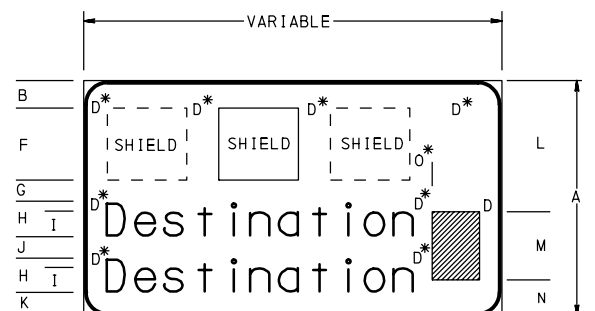 VARIABLE
B D* D* D* D*
F SHIELD SHIELD SHIELD L
O*
G D* D* D A
H I Destination
J D* D* M
H I Destination
K N